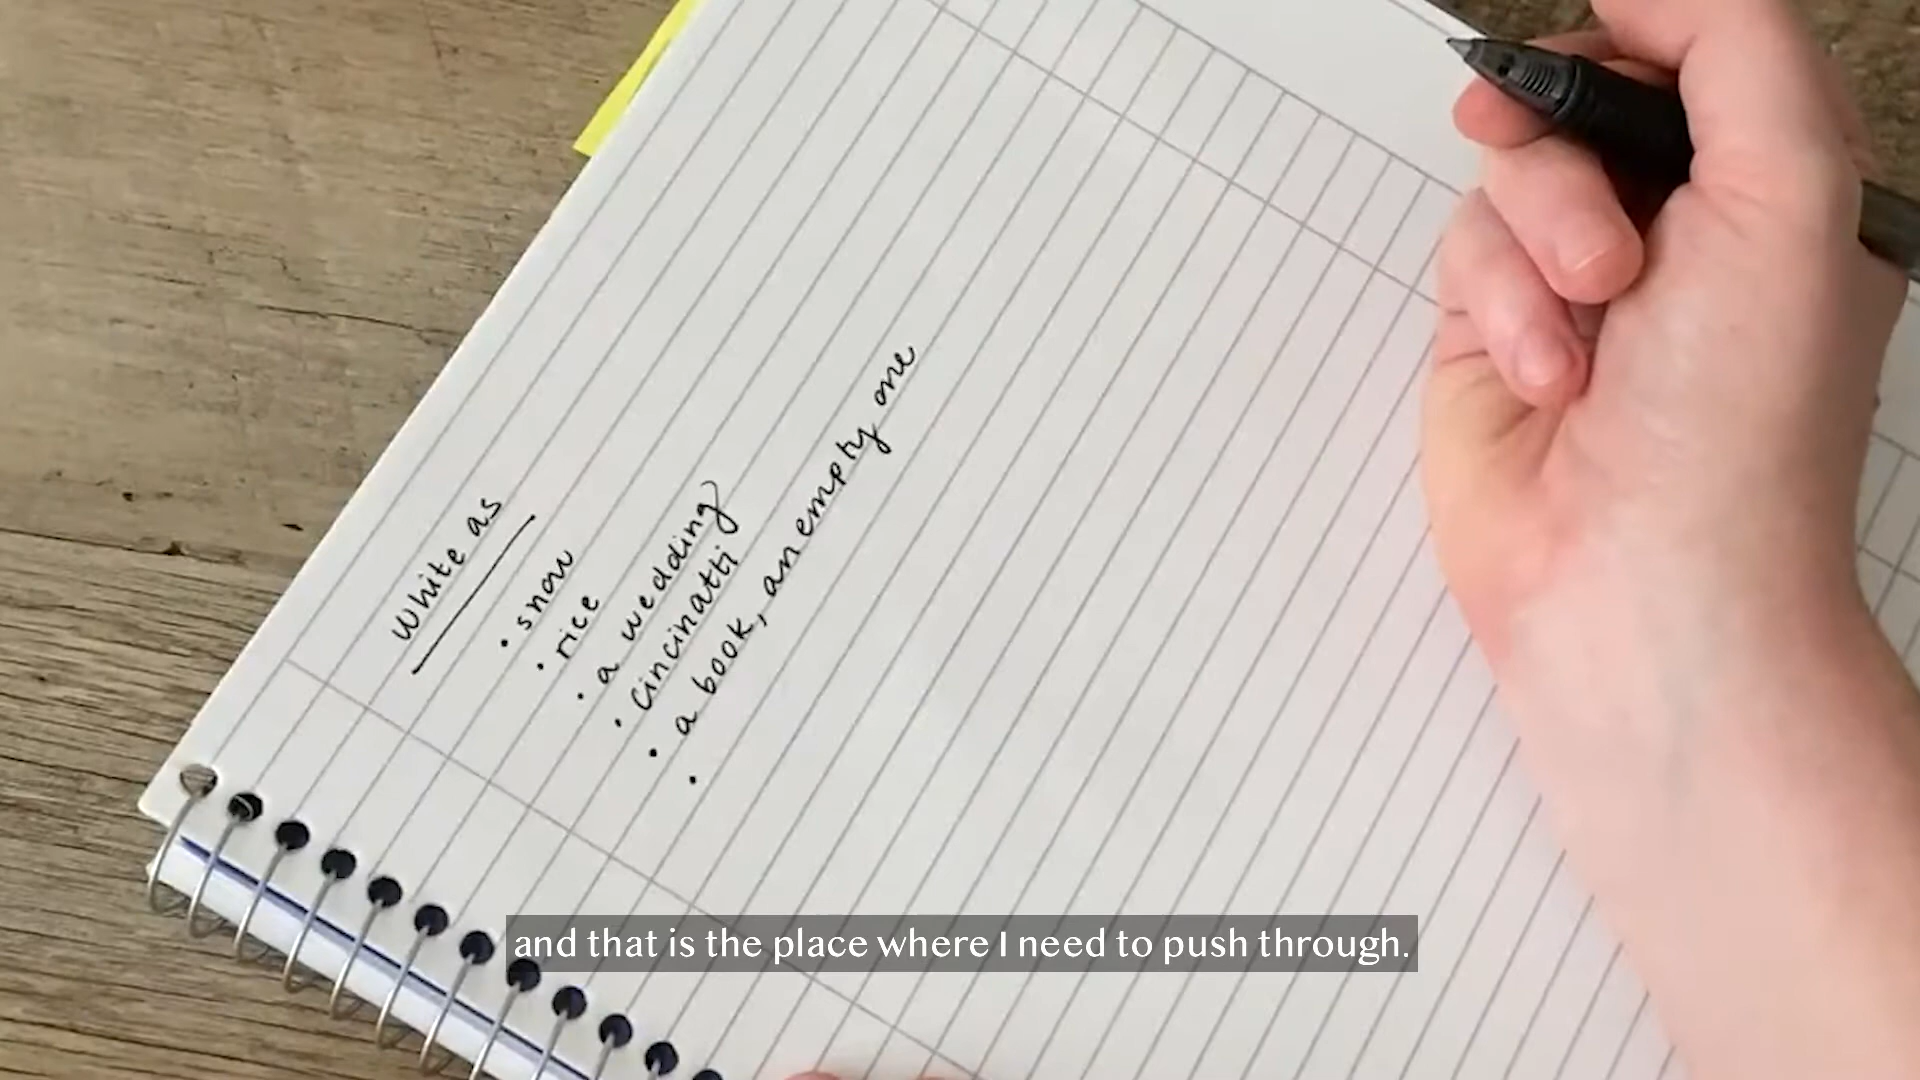 White as
• snow
• rice
• a wedding
• cincinatti
• a book, an empty one
•
and that is the place where I need to push through.